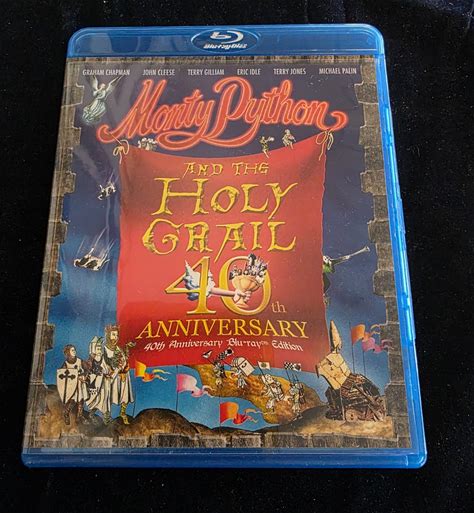 Blu-ray Disc
GRAHAM CHAPMAN JOHN CLEESE TERRY GILLIAM ERIC IDLE TERRY JONES MICHAEL PALIN
Monty Python
AND THE
HOLY
GRAIL
40th
ANNIVERSARY
40th Anniversary Blu-ray™ Edition